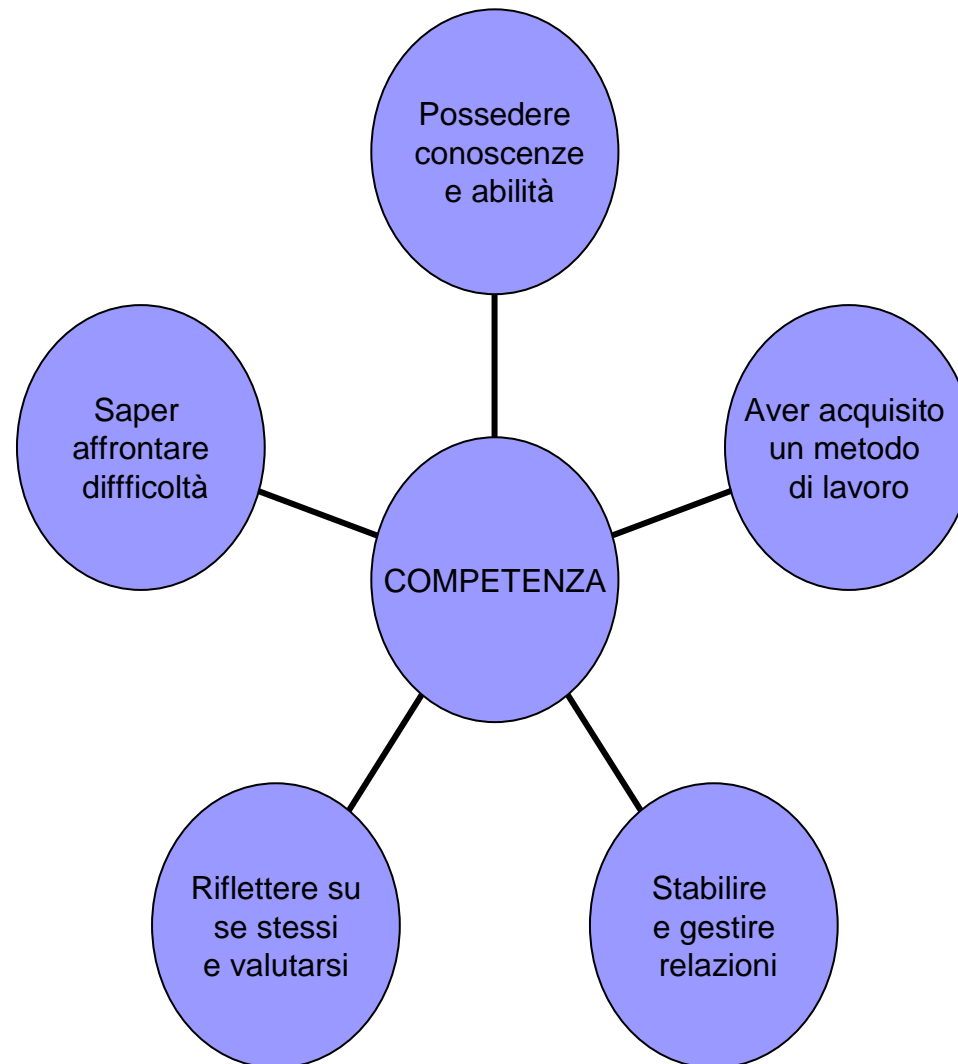 Possedere
conoscenze
e abilità
Saper
affrontare
diffficoltà
Aver acquisito
un metodo
di lavoro
COMPETENZA
Riflettere su
se stessi
e valutarsi
Stabilire
e gestire
relazioni